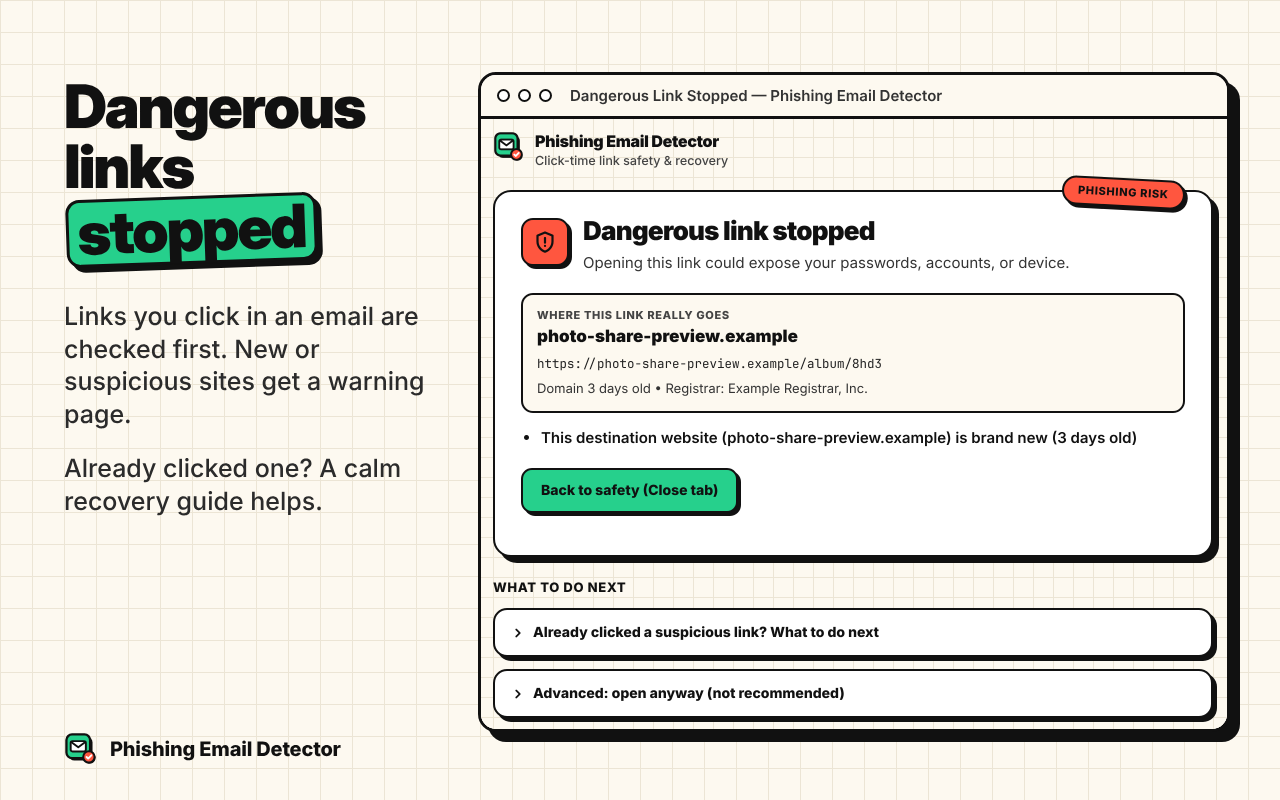 Dangerous
links
stopped
Links you click in an email are
checked first. New or
suspicious sites get a warning
page.
Already clicked one? A calm
recovery guide helps.
Phishing Email Detector
Dangerous Link Stopped — Phishing Email Detector
Phishing Email Detector
Click-time link safety & recovery
PHISHING RISK
Dangerous link stopped
Opening this link could expose your passwords, accounts, or device.
WHERE THIS LINK REALLY GOES
photo-share-preview.example
https://photo-share-preview.example/album/8hd3
Domain 3 days old • Registrar: Example Registrar, Inc.
• This destination website (photo-share-preview.example) is brand new (3 days old)
Back to safety (Close tab)
WHAT TO DO NEXT
Already clicked a suspicious link? What to do next
Advanced: open anyway (not recommended)